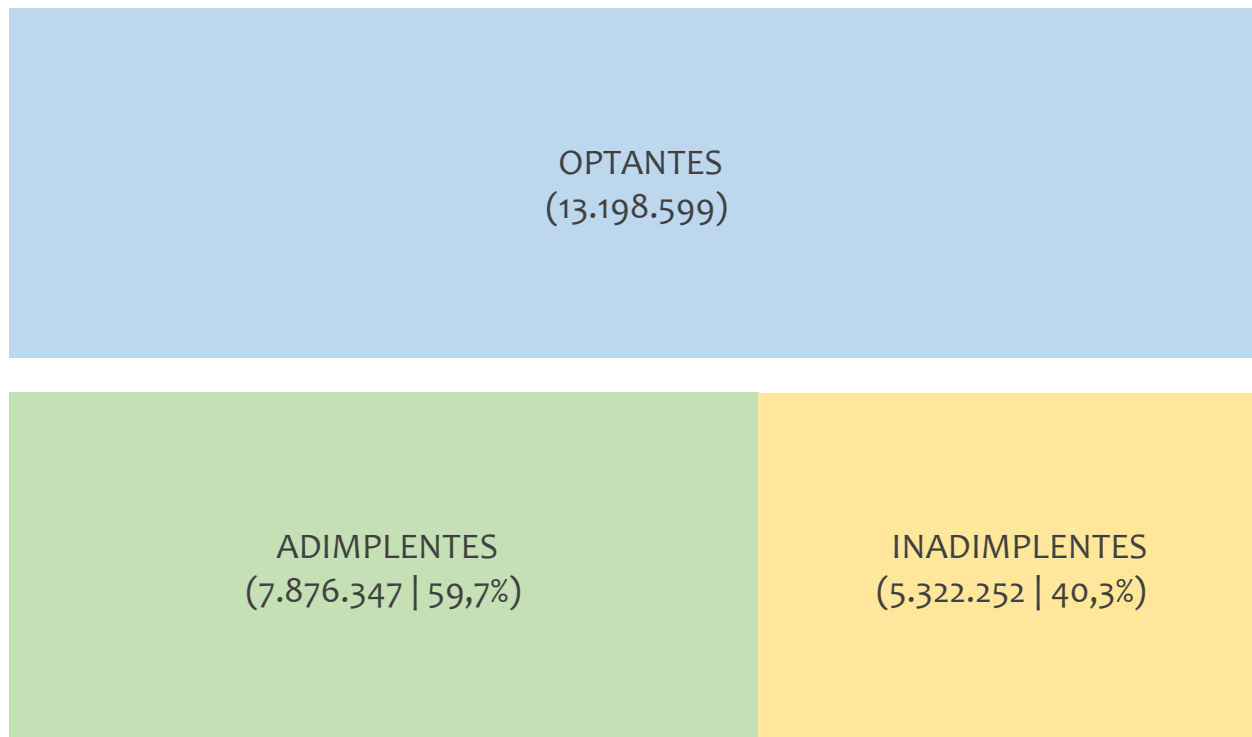 OPTANTES
(13.198.599)
ADIMPLENTES
(7.876.347 | 59,7%)
INADIMPLENTES
(5.322.252 | 40,3%)